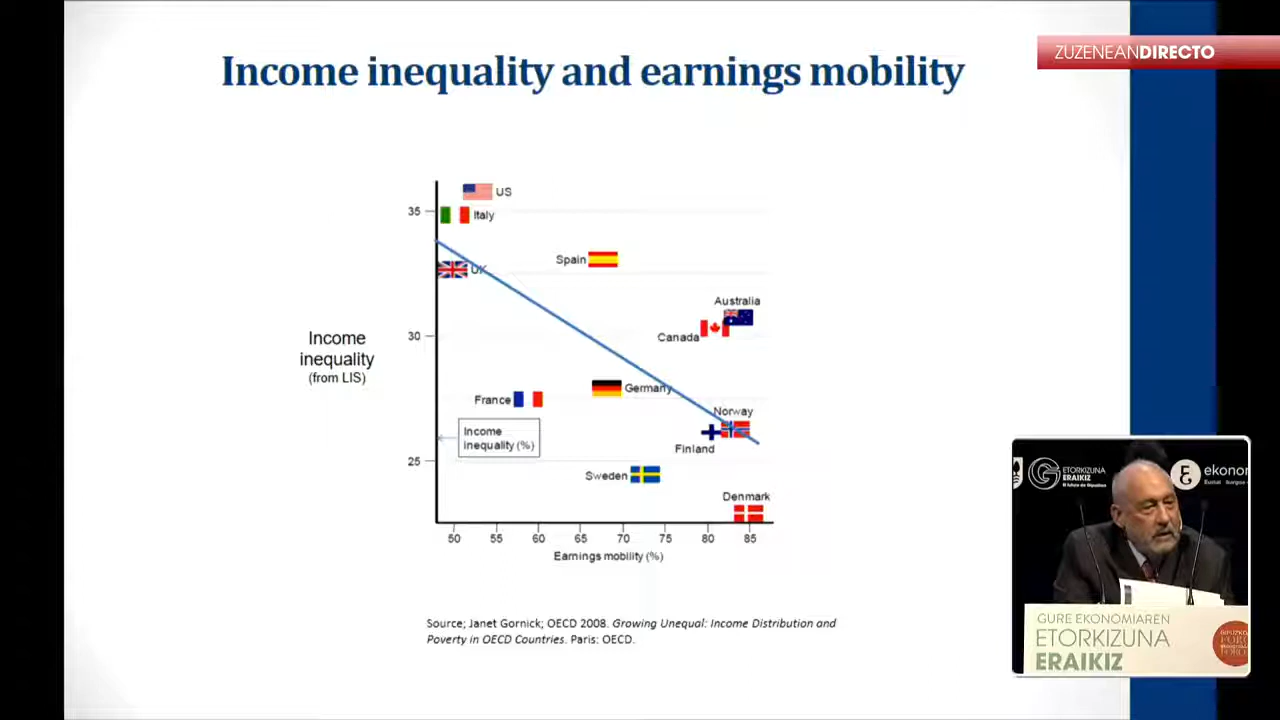 Income inequality and earnings mobility
ZUZENEANDIRECTO
US
35
Italy
Spain
UK
Australia
Income
inequality
(from LIS)
30
Canada
Germany
France
Norway
Income
inequality (%)
Finland
25
Sweden
Denmark
50 55 60 65 70 75 80 85
Earnings mobility (%)
Source; Janet Gornick; OECD 2008. Growing Unequal: Income Distribution and
Poverty in OECD Countries. Paris: OECD.
ETORKIZUNA
ERAIKIZ
ekonom
GURE EKONOMIAREN
ETORKIZUNA
ERAIKIZ